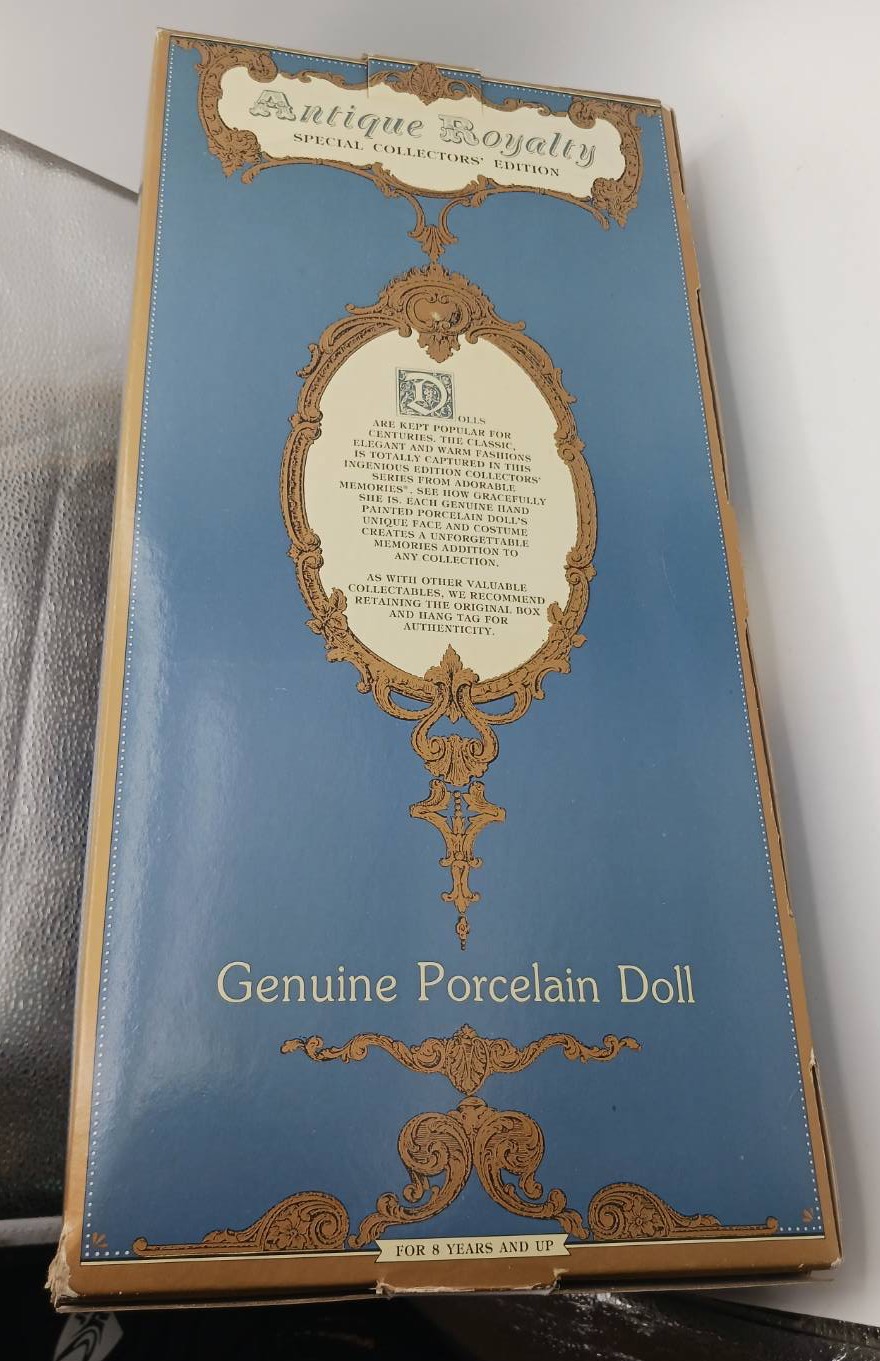 Antique Royalty
SPECIAL COLLECTORS' EDITION
DOLLS
ARE KEPT POPULAR FOR
CENTURIES. THE CLASSIC,
ELEGANT AND WARM FASHIONS
IS TOTALLY CAPTURED IN THIS
INGENIOUS EDITION COLLECTORS'
SERIES FROM ADORABLE
MEMORIES®. SEE HOW GRACEFULLY
SHE IS. EACH GENUINE HAND
PAINTED PORCELAIN DOLL'S
UNIQUE FACE AND COSTUME
CREATES A UNFORGETTABLE
MEMORIES ADDITION TO
ANY COLLECTION.
AS WITH OTHER VALUABLE
COLLECTABLES, WE RECOMMEND
RETAINING THE ORIGINAL BOX
AND HANG TAG FOR
AUTHENTICITY.
Genuine Porcelain Doll
FOR 8 YEARS AND UP